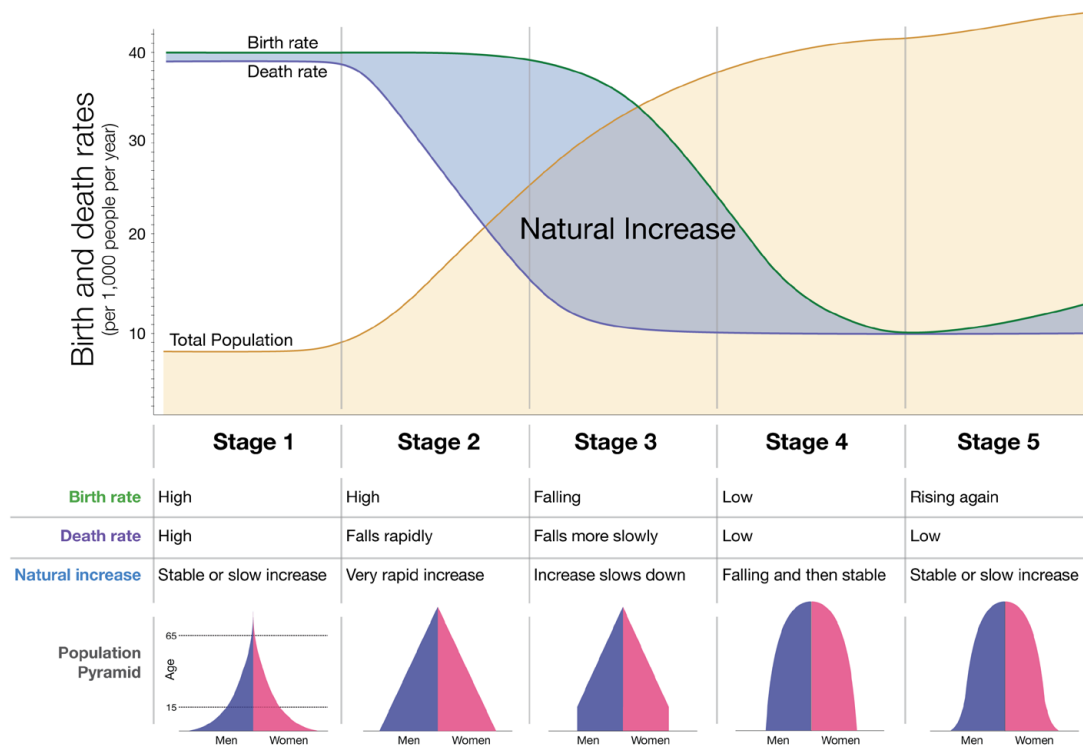 Birth and death rates
(per 1,000 people per year)
40
30
20
10
Birth rate
Death rate
Natural Increase
Total Population
Stage 1
Stage 2
Stage 3
Stage 4
Stage 5
Birth rate
High
High
Falling
Low
Rising again
Death rate
High
Falls rapidly
Falls more slowly
Low
Low
Natural increase
Stable or slow increase
Very rapid increase
Increase slows down
Falling and then stable
Stable or slow increase
Population
Pyramid
Age
65
15
Men
Women
Men
Women
Men
Women
Men
Women
Men
Women